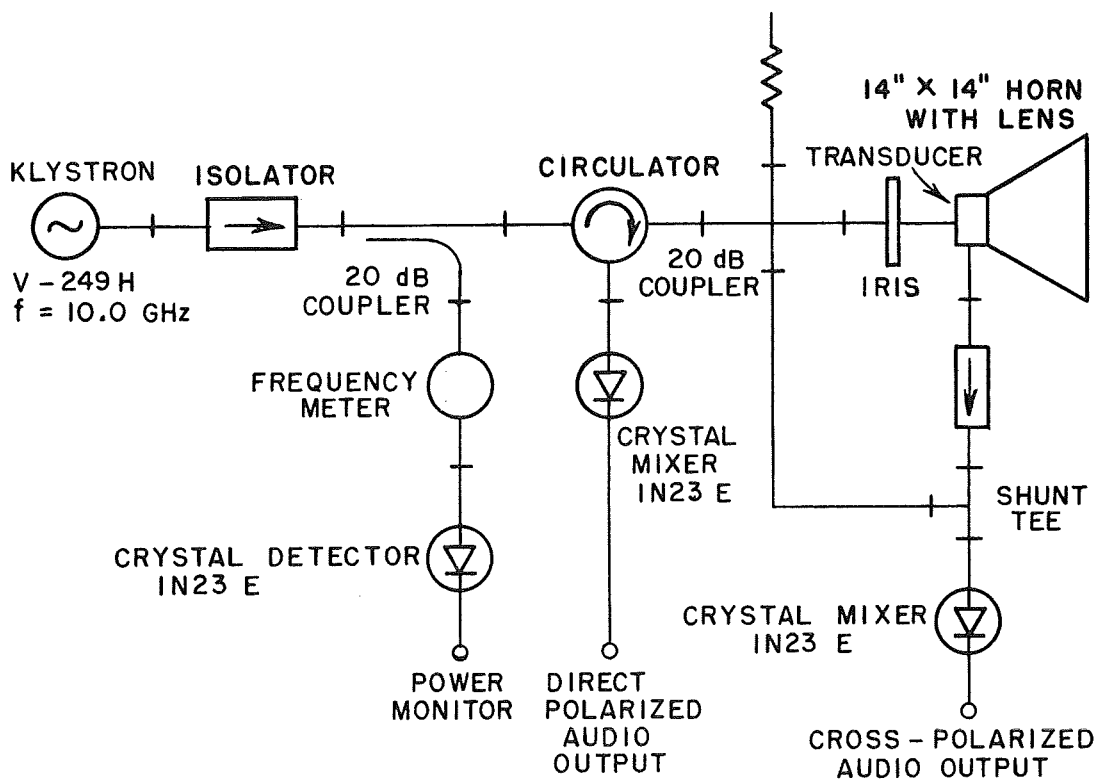 14" X 14" HORN
WITH LENS
TRANSDUCER
KLYSTRON
ISOLATOR
CIRCULATOR
V-249 H
f = 10.0 GHz
20 dB
COUPLER
20 dB
COUPLER
IRIS
FREQUENCY
METER
CRYSTAL
MIXER
IN23 E
SHUNT
TEE
CRYSTAL DETECTOR
IN23 E
CRYSTAL MIXER
IN23 E
POWER
MONITOR
DIRECT
POLARIZED
AUDIO
OUTPUT
CROSS-POLARIZED
AUDIO OUTPUT